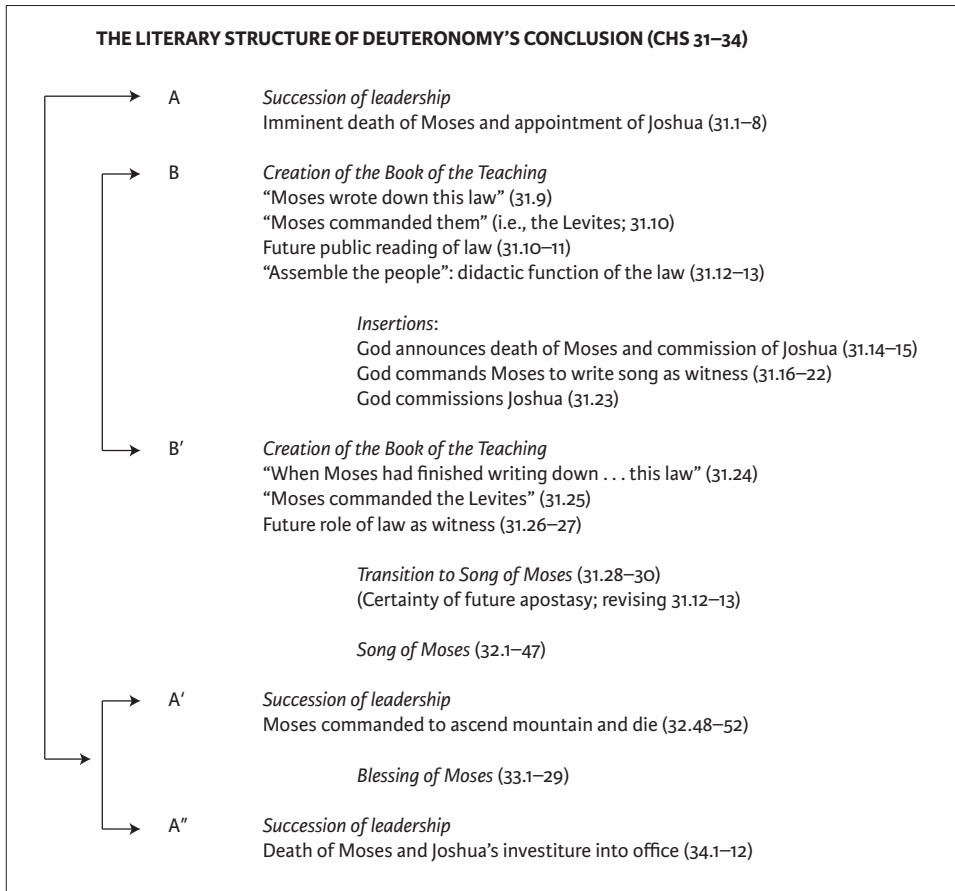 THE LITERARY STRUCTURE OF DEUTERONOMY’S CONCLUSION (CHS 31–34)
A Succession of leadership
Imminent death of Moses and appointment of Joshua (31.1–8)
B Creation of the Book of the Teaching
“Moses wrote down this law” (31.9)
“Moses commanded them” (i.e., the Levites; 31.10)
Future public reading of law (31.10–11)
“Assemble the people”: didactic function of the law (31.12–13)
Insertions:
God announces death of Moses and commission of Joshua (31.14–15)
God commands Moses to write song as witness (31.16–22)
God commissions Joshua (31.23)
B′ Creation of the Book of the Teaching
“When Moses had finished writing down . . . this law” (31.24)
“Moses commanded the Levites” (31.25)
Future role of law as witness (31.26–27)
Transition to Song of Moses (31.28–30)
(Certainty of future apostasy; revising 31.12–13)
Song of Moses (32.1–47)
A′ Succession of leadership
Moses commanded to ascend mountain and die (32.48–52)
Blessing of Moses (33.1–29)
A″ Succession of leadership
Death of Moses and Joshua’s investiture into office (34.1–12)